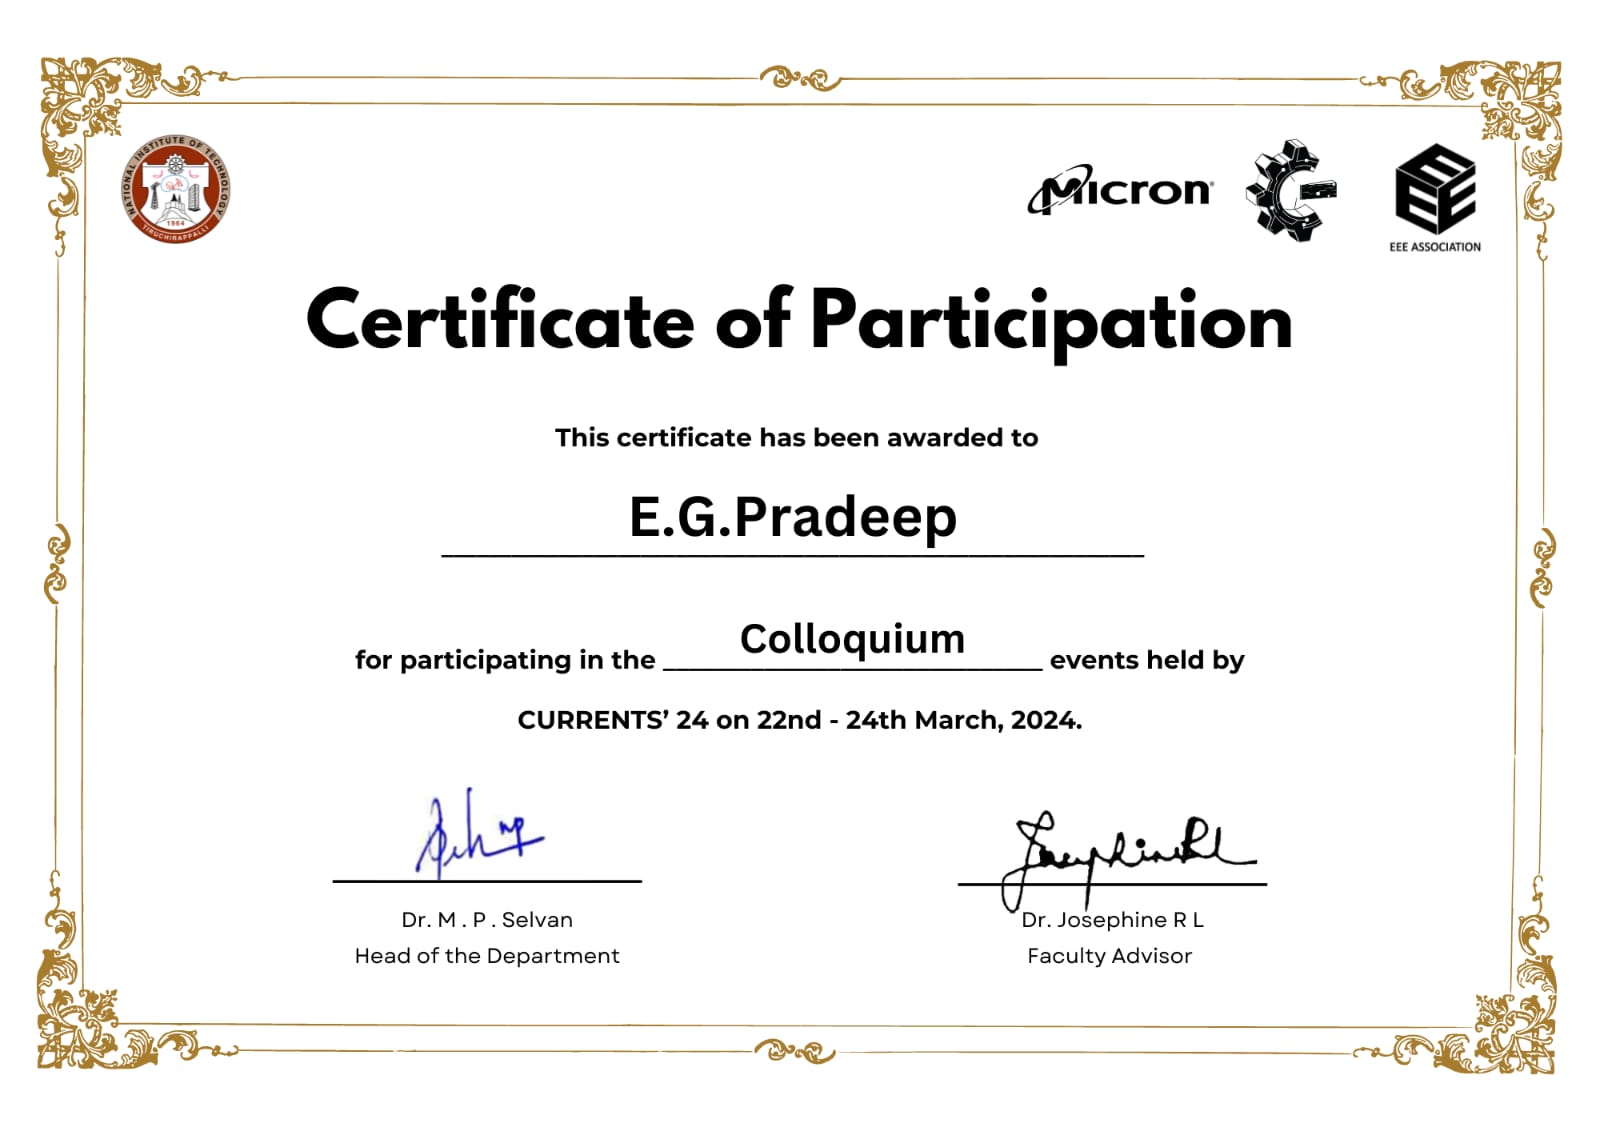 NATIONAL INSTITUTE OF TECHNOLOGY
1964
TIRUCHIRAPPALLI
Micron
EEE
EEE ASSOCIATION
Certificate of Participation
This certificate has been awarded to
E.G.Pradeep
for participating in the Colloquium events held by
CURRENTS’ 24 on 22nd - 24th March, 2024.
Dr. M . P . Selvan
Dr. Josephine R L
Head of the Department
Faculty Advisor